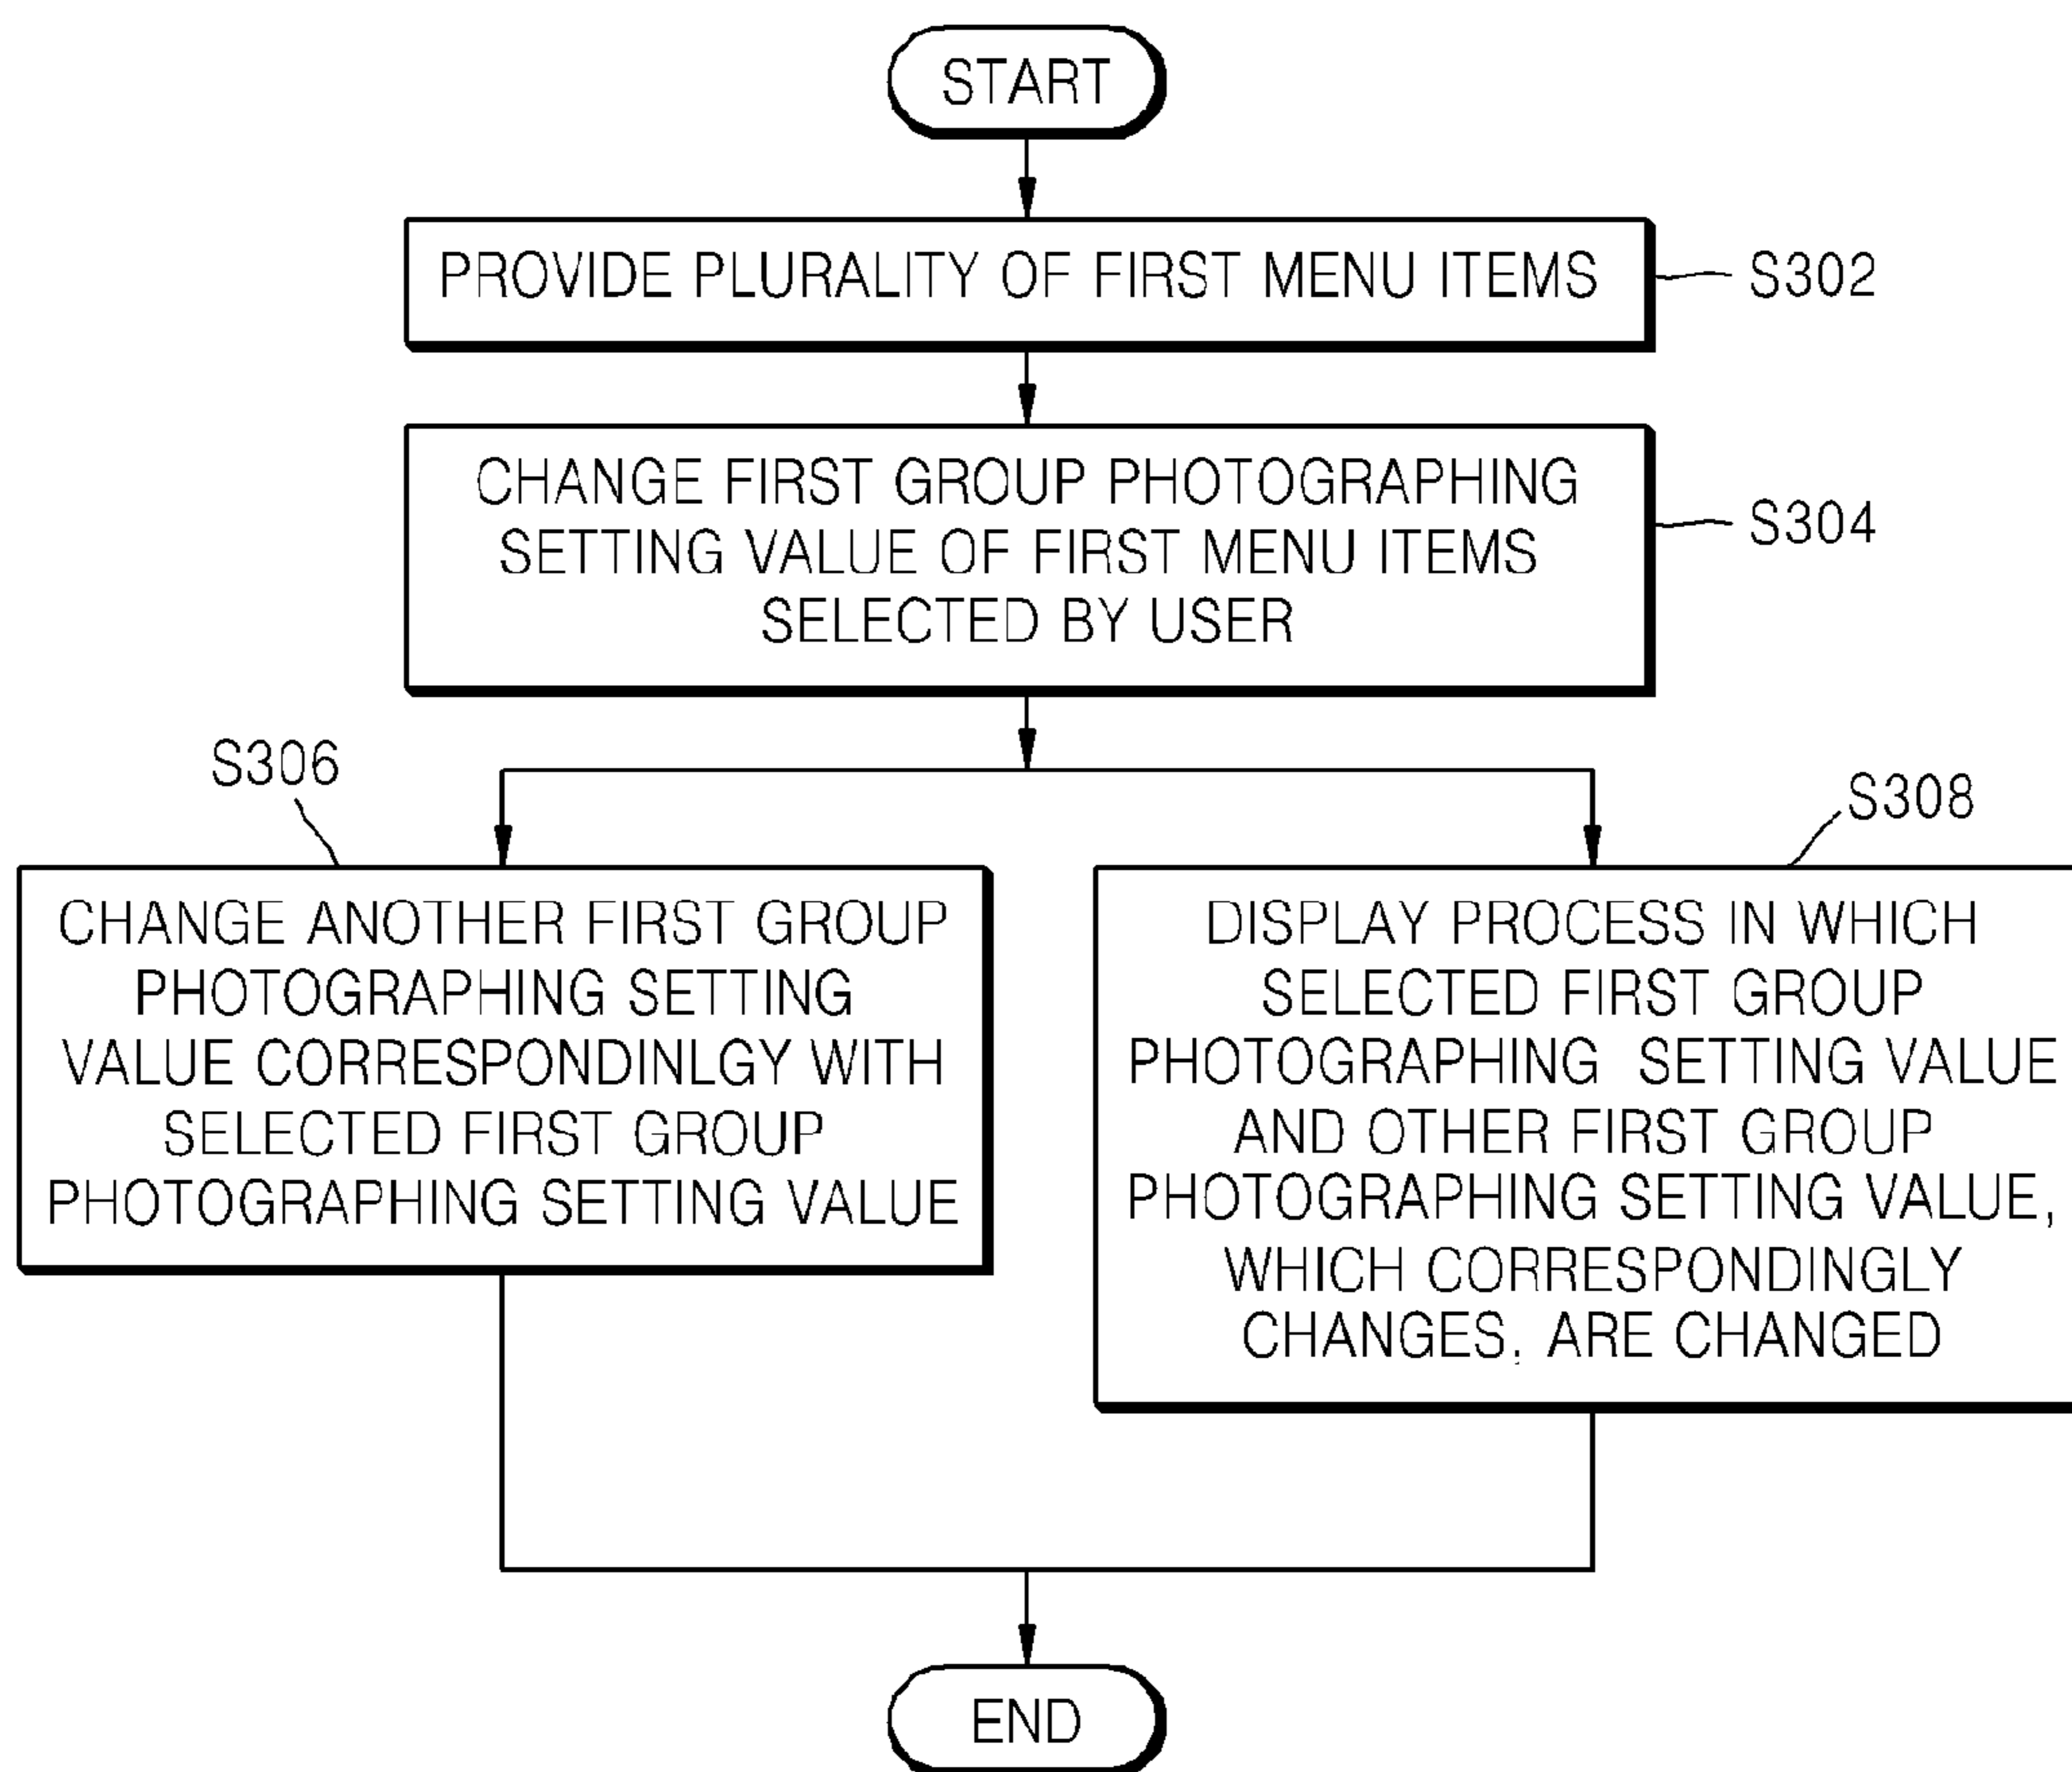 START
PROVIDE PLURALITY OF FIRST MENU ITEMS
S302
CHANGE FIRST GROUP PHOTOGRAPHING
SETTING VALUE OF FIRST MENU ITEMS
SELECTED BY USER
S304
S306
CHANGE ANOTHER FIRST GROUP
PHOTOGRAPHING SETTING
VALUE CORRESPONDINLGY WITH
SELECTED FIRST GROUP
PHOTOGRAPHING SETTING VALUE
S308
DISPLAY PROCESS IN WHICH
SELECTED FIRST GROUP
PHOTOGRAPHING SETTING VALUE
AND OTHER FIRST GROUP
PHOTOGRAPHING SETTING VALUE,
WHICH CORRESPONDINGLY
CHANGES, ARE CHANGED
END